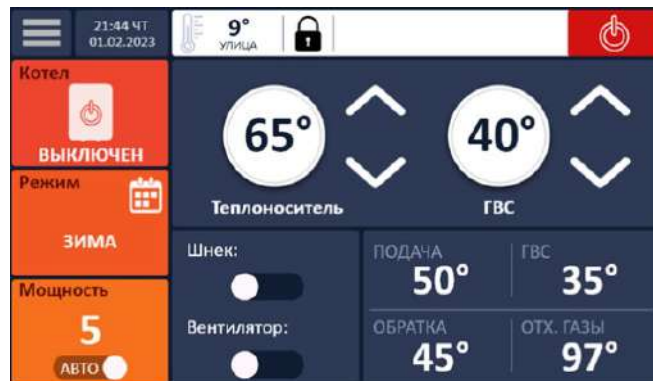 21:44 ЧТ
01.02.2023
9°
УЛИЦА
1
Котел
ВЫКЛЮЧЕН
Режим
ЗИМА
Мощность
5
АВТО
65°
Теплоноситель
40°
ГВС
Шнек:
Вентилятор:
ПОДАЧА
50°
ГВС
35°
ОБРАТКА
45°
ОТХ. ГАЗЫ
97°